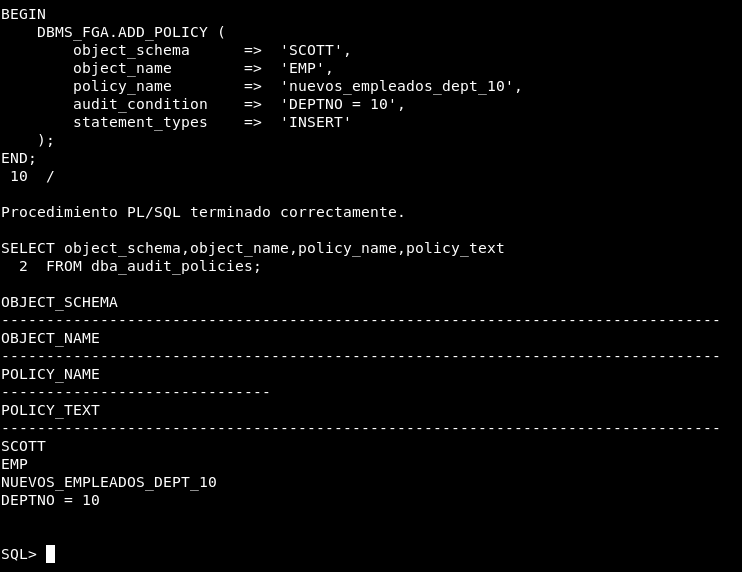 BEGIN
    DBMS_FGA.ADD_POLICY (
        object_schema      =>  'SCOTT',
        object_name        =>  'EMP',
        policy_name        =>  'nuevos_empleados_dept_10',
        audit_condition    =>  'DEPTNO = 10',
        statement_types    =>  'INSERT'
    );
END;
 10  /
Procedimiento PL/SQL terminado correctamente.
SELECT object_schema,object_name,policy_name,policy_text
  2  FROM dba_audit_policies;
OBJECT_SCHEMA
--------------------------------------------------------------------------------
OBJECT_NAME
--------------------------------------------------------------------------------
POLICY_NAME
------------------------------
POLICY_TEXT
--------------------------------------------------------------------------------
SCOTT
EMP
NUEVOS_EMPLEADOS_DEPT_10
DEPTNO = 10
SQL>